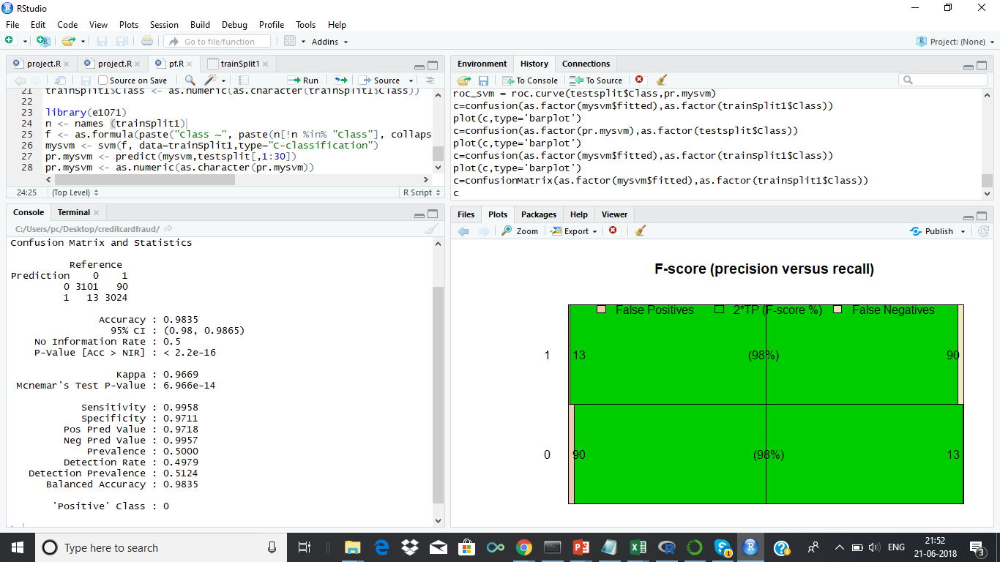 RStudio
File Edit Code View Plots Session Build Debug Profile Tools Help
Go to file/function Addins Project: (None)
project.R project.R pf.R trainSplit1
Source on Save Run Source
21 trainSplit1$Class <- as.numeric(as.character(trainSplit1$Class))
22
23 library(e1071)
24 n <- names (trainSplit1)
25 f <- as.formula(paste("Class ~", paste(n[!n %in% "Class"], collaps
26 mysvm <- svm(f, data=trainSplit1,type="C-classification")
27 pr.mysvm <- predict(mysvm,testsplit[,1:30])
28 pr.mysvm <- as.numeric(as.character(pr.mysvm))
24:25 (Top Level) R Script
Console Terminal
C:/Users/pc/Desktop/creditcardfraud/
Confusion Matrix and Statistics
Reference
Prediction 0 1
0 3101 90
1 13 3024
Accuracy : 0.9835
95% CI : (0.98, 0.9865)
No Information Rate : 0.5
P-Value [Acc > NIR] : < 2.2e-16
Kappa : 0.9669
Mcnemar's Test P-Value : 6.966e-14
Sensitivity : 0.9958
Specificity : 0.9711
Pos Pred Value : 0.9718
Neg Pred Value : 0.9957
Prevalence : 0.5000
Detection Rate : 0.4979
Detection Prevalence : 0.5124
Balanced Accuracy : 0.9835
'Positive' Class : 0
Environment History Connections
To Console To Source
roc_svm = roc.curve(testsplit$Class,pr.mysvm)
c=confusion(as.factor(mysvm$fitted),as.factor(trainSplit1$Class))
plot(c,type='barplot')
c=confusion(as.factor(pr.mysvm),as.factor(testsplit$Class))
plot(c,type='barplot')
c=confusion(as.factor(mysvm$fitted),as.factor(trainSplit1$Class))
plot(c,type='barplot')
c=confusionMatrix(as.factor(mysvm$fitted),as.factor(trainSplit1$Class))
c
Files Plots Packages Help Viewer
Zoom Export Publish
F-score (precision versus recall)
False Positives 2*TP (F-score %) False Negatives
1 13 (98%) 90
0 90 (98%) 13
Type here to search
ENG 21:52
21-06-2018
3
1